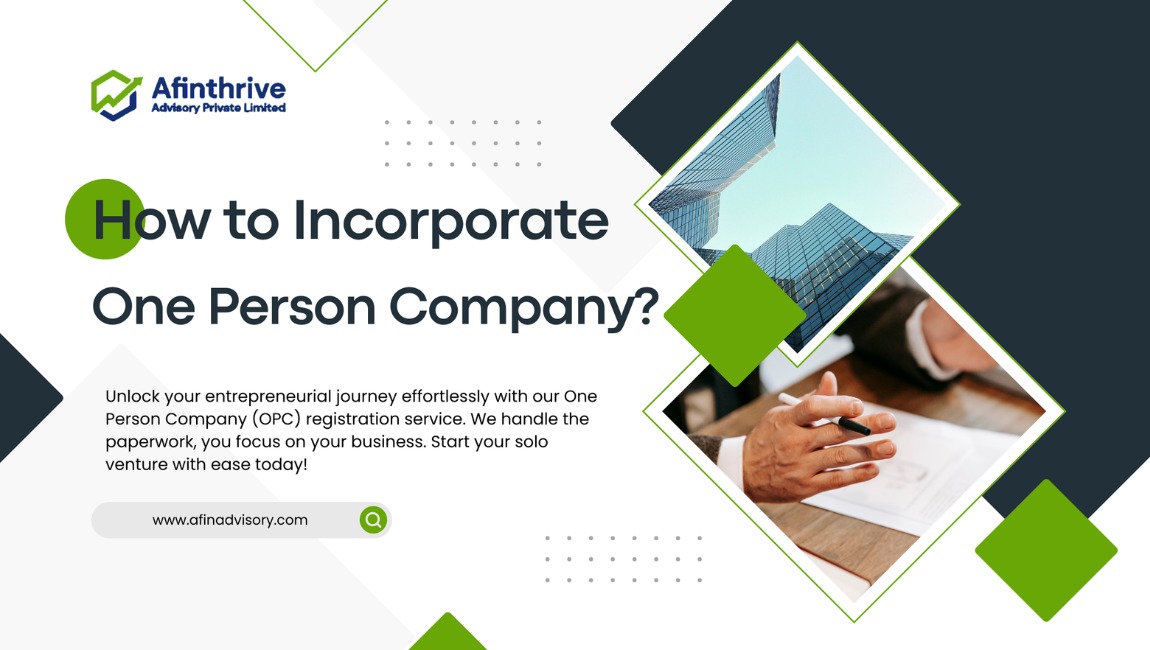 Afinthrive
Advisory Private Limited
How to Incorporate
One Person Company?
Unlock your entrepreneurial journey effortlessly with our One
Person Company (OPC) registration service. We handle the
paperwork, you focus on your business. Start your solo
venture with ease today!
www.afinadvisory.com